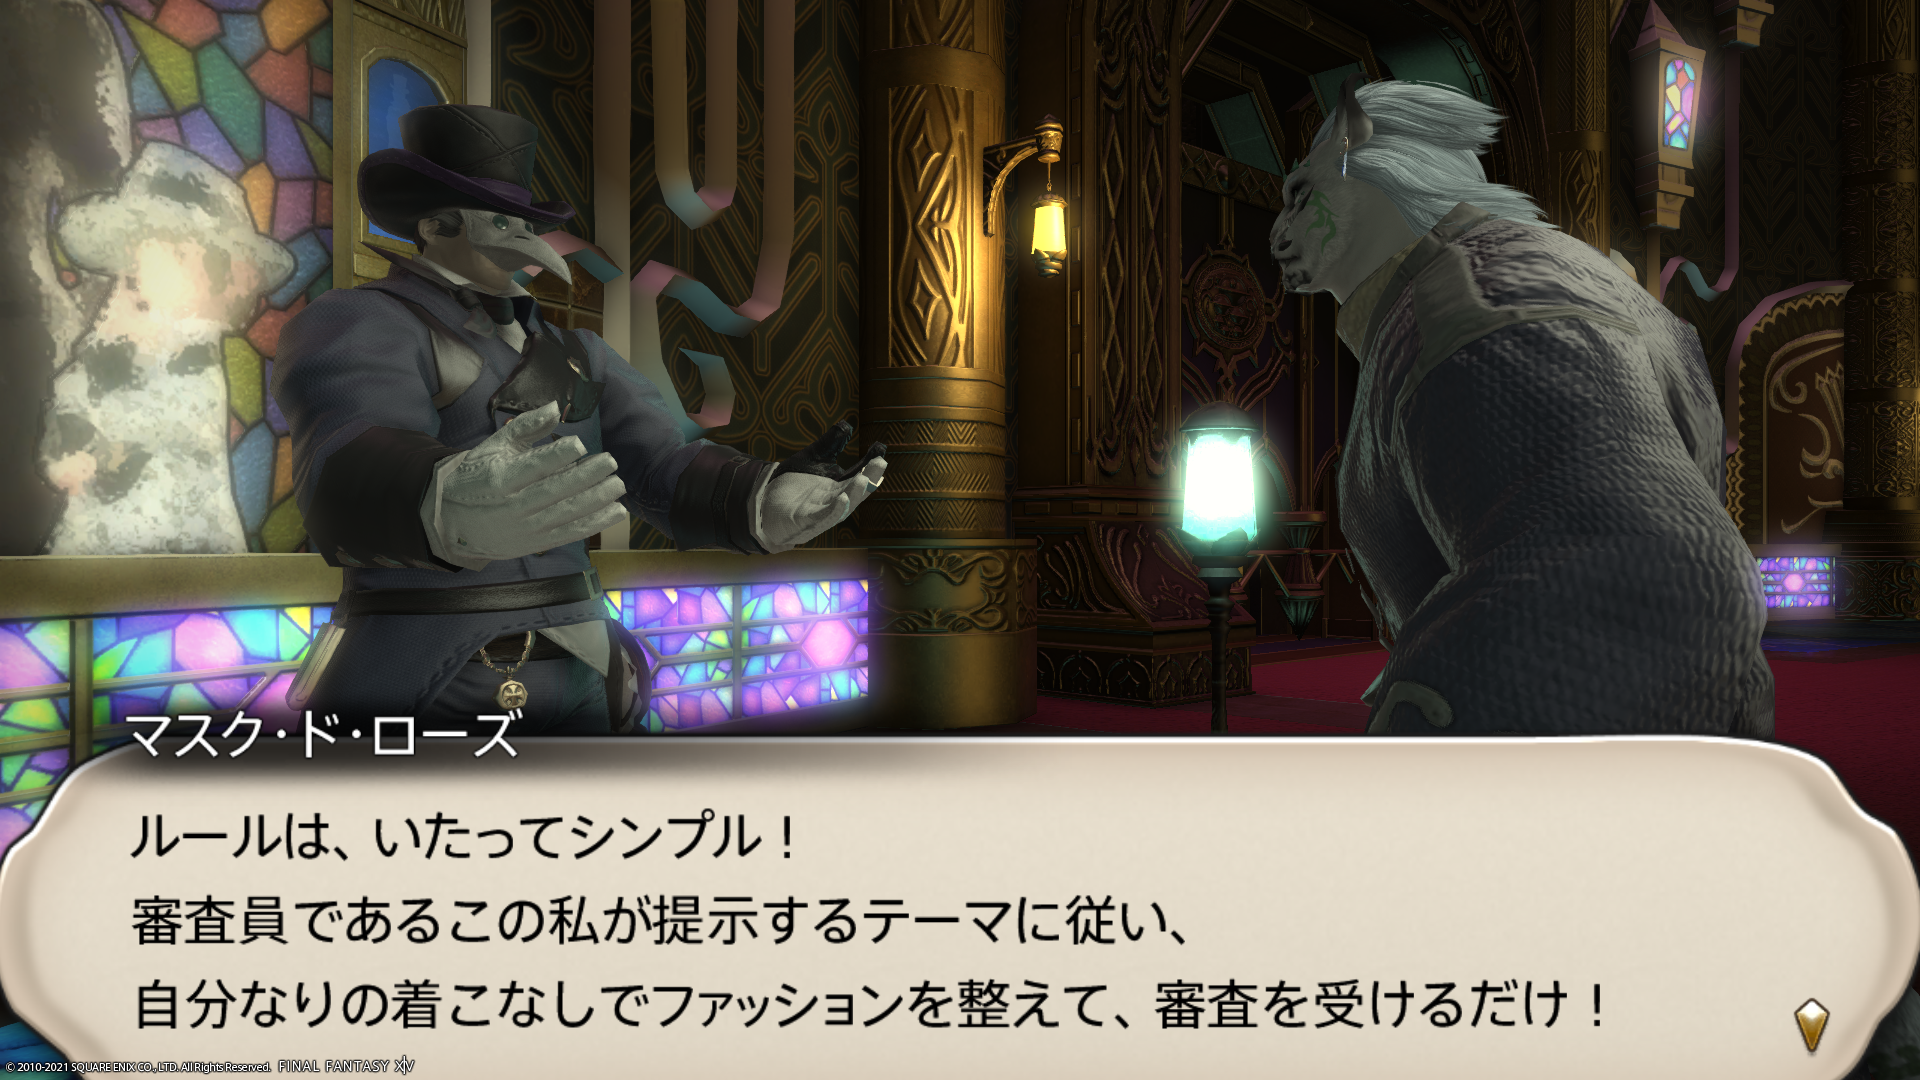 マスク・ド・ローズ
ルールは、いたってシンプル！
審査員であるこの私が提示するテーマに従い、
自分なりの着こなしでファッションを整えて、審査を受けるだけ！
© 2010-2021 SQUARE ENIX CO., LTD. All Rights Reserved. FINAL FANTASY XIV